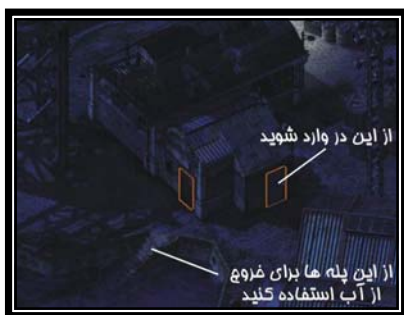 از این در وارد شوید
از این پله ها برای خروج
از آب استفاده کنید